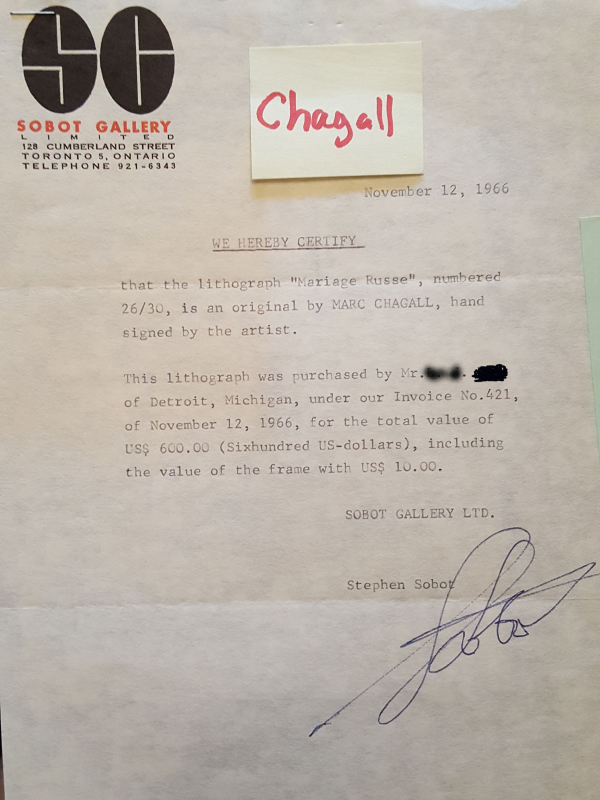 SG
SOBOT GALLERY
LIMITED
128 CUMBERLAND STREET
TORONTO 5, ONTARIO
TELEPHONE 921-6343
Chagall
November 12, 1966
WE HEREBY CERTIFY
that the lithograph "Mariage Russe", numbered
26/30, is an original by MARC CHAGALL, hand
signed by the artist.
This lithograph was purchased by Mr.
of Detroit, Michigan, under our Invoice No.421,
of November 12, 1966, for the total value of
US$ 600.00 (Sixhundred US-dollars), including
the value of the frame with US$ 10.00.
SOBOT GALLERY LTD.
Stephen Sobot
Sobot